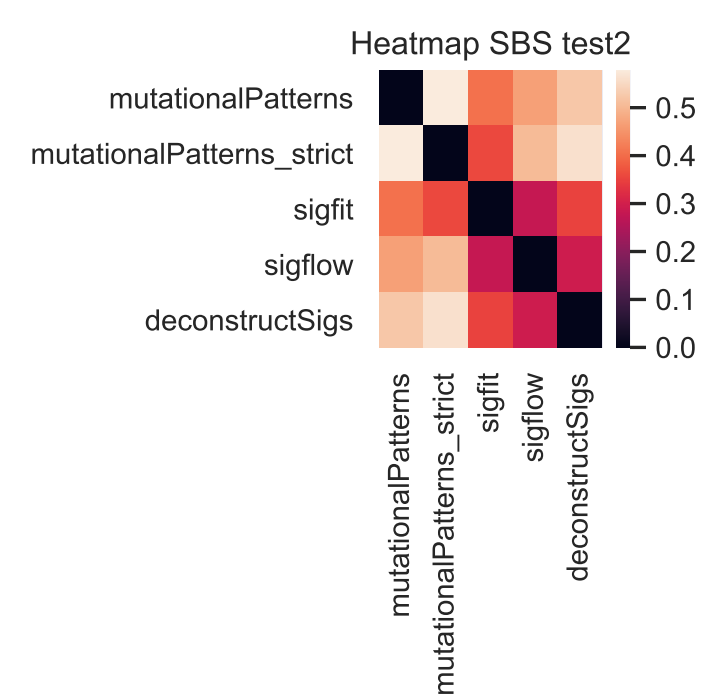 Heatmap SBS test2
mutationalPatterns
mutationalPatterns_strict
sigfit
sigflow
deconstructSigs
0.5
0.4
0.3
0.2
0.1
0.0
mutationalPatterns
mutationalPatterns_strict
sigfit
sigflow
deconstructSigs